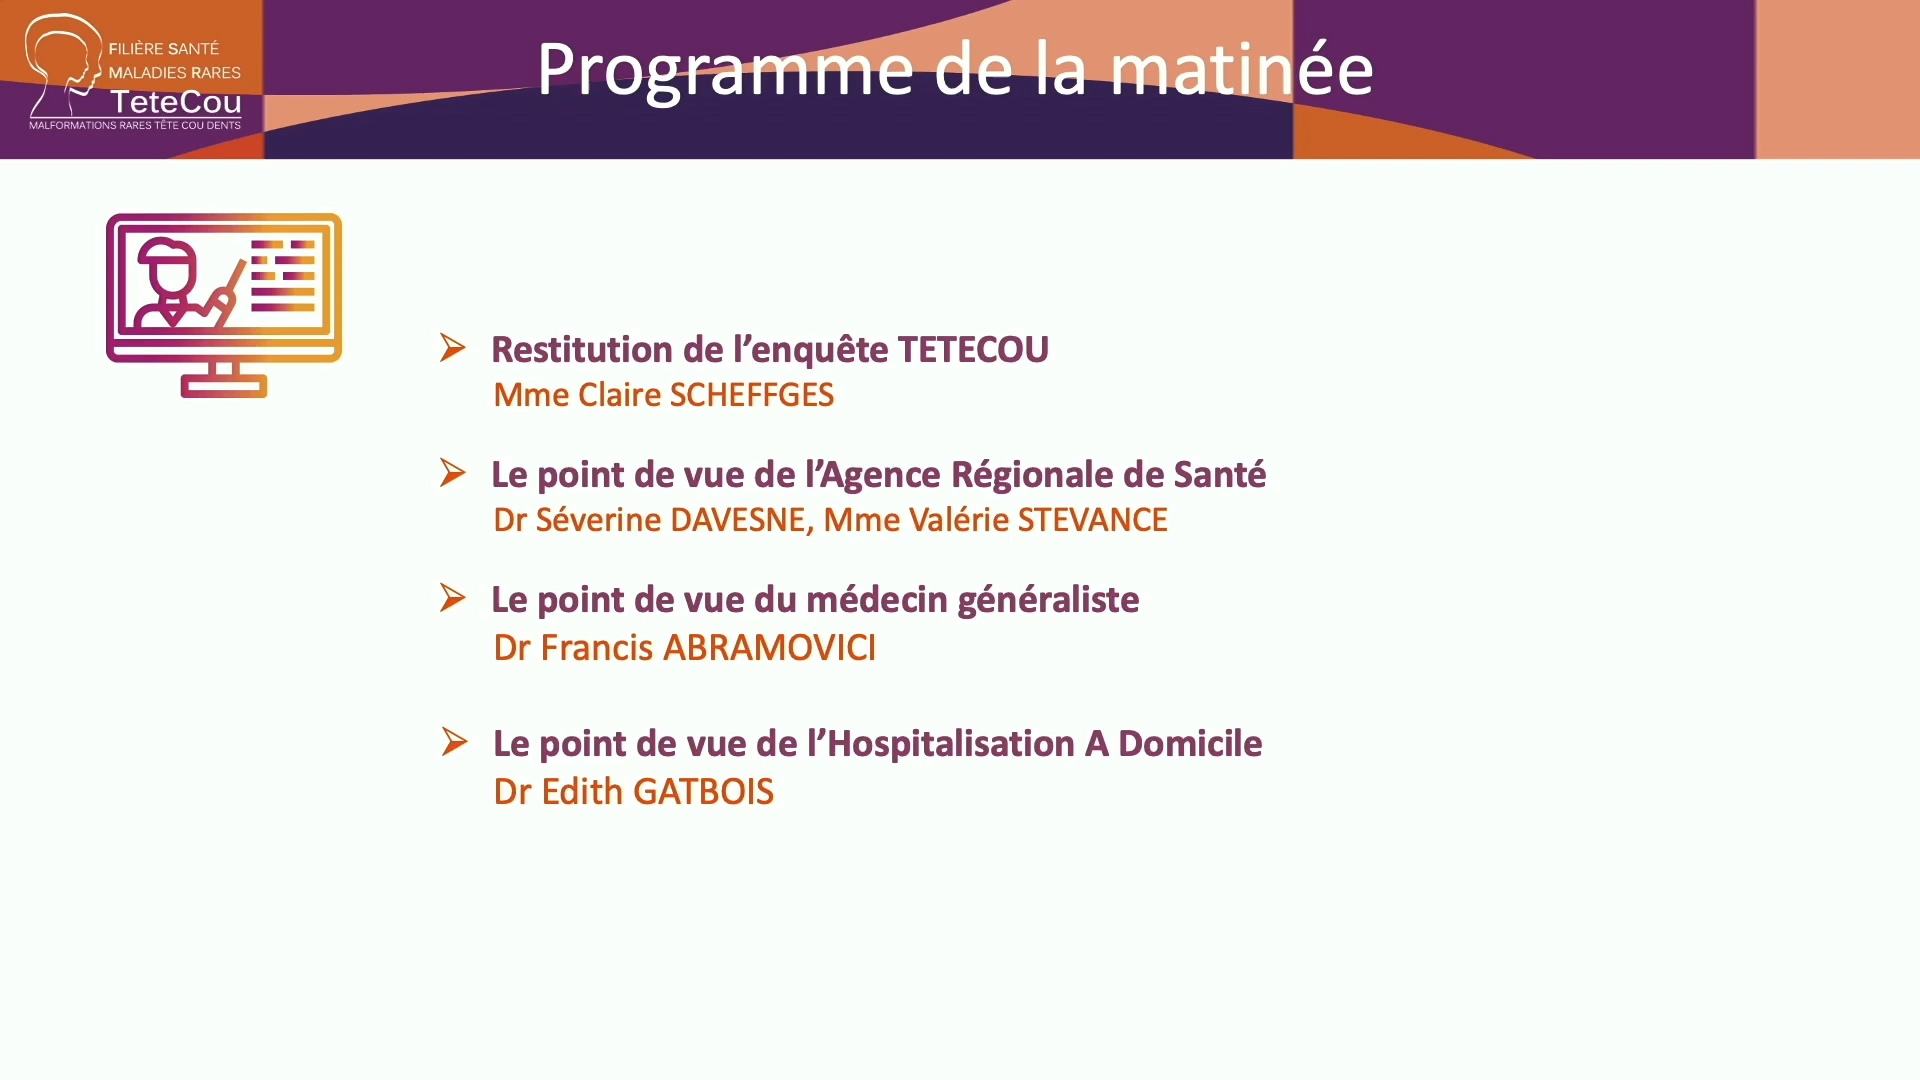 FILIÈRE SANTÉ
MALADIES RARES
TeteCou
MALFORMATIONS RARES TÊTE COU DENTS
Programme de la matinée
Restitution de l’enquête TETECOU
Mme Claire SCHEFFGES
Le point de vue de l’Agence Régionale de Santé
Dr Séverine DAVESNE, Mme Valérie STEVANCE
Le point de vue du médecin généraliste
Dr Francis ABRAMOVICI
Le point de vue de l’Hospitalisation A Domicile
Dr Edith GATBOIS